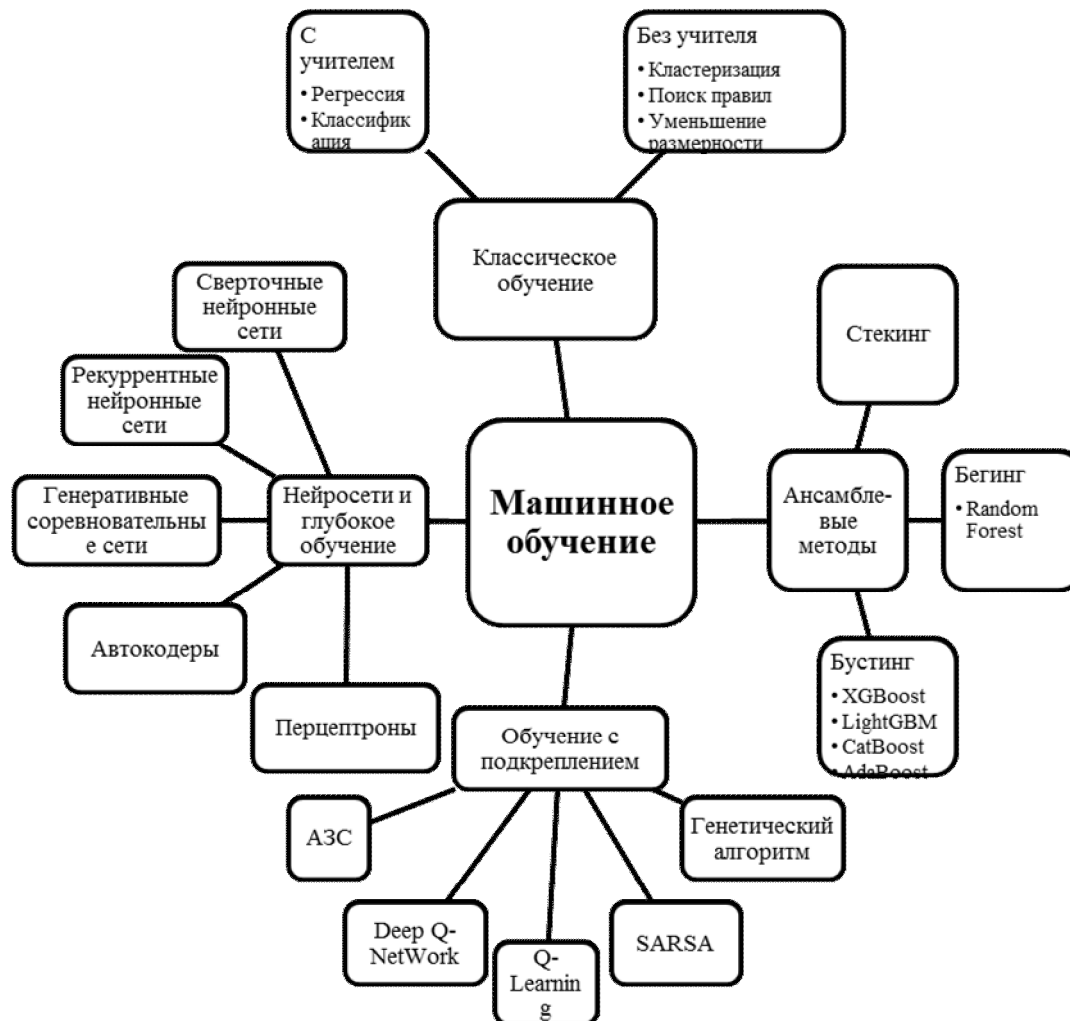 С
учителем
• Регрессия
• Классифик
ация
Без учителя
• Кластеризация
• Поиск правил
• Уменьшение
размерности
Классическое
обучение
Сверточные
нейронные
сети
Рекуррентные
нейронные
сети
Генеративные
соревновательны
е сети
Автокодеры
Перцептроны
Нейросети и
глубокое
обучение
Машинное
обучение
Ансамбле-
вые
методы
Стекинг
Бегинг
• Random
Forest
Бустинг
• XGBoost
• LightGBM
• CatBoost
• AdaBoost
Обучение с
подкреплением
АЗС
Deep Q-
NetWork
Q-
Learnin
g
SARSA
Генетический
алгоритм